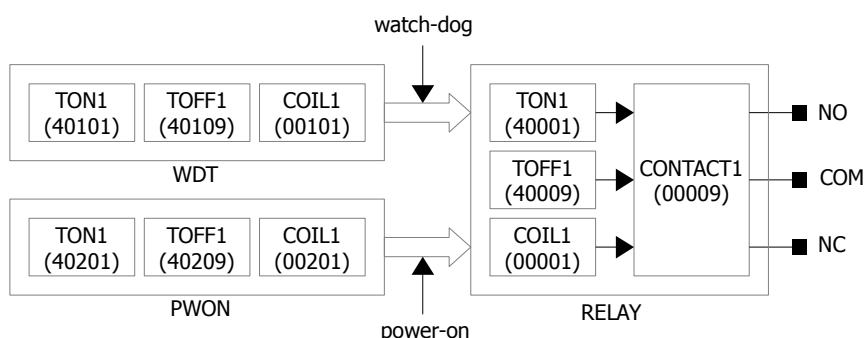 watch-dog
TON1
(40101)
TOFF1
(40109)
COIL1
(00101)
WDT
TON1
(40201)
TOFF1
(40209)
COIL1
(00201)
PWON
power-on
TON1
(40001)
TOFF1
(40009)
COIL1
(00001)
CONTACT1
(00009)
RELAY
NO
COM
NC